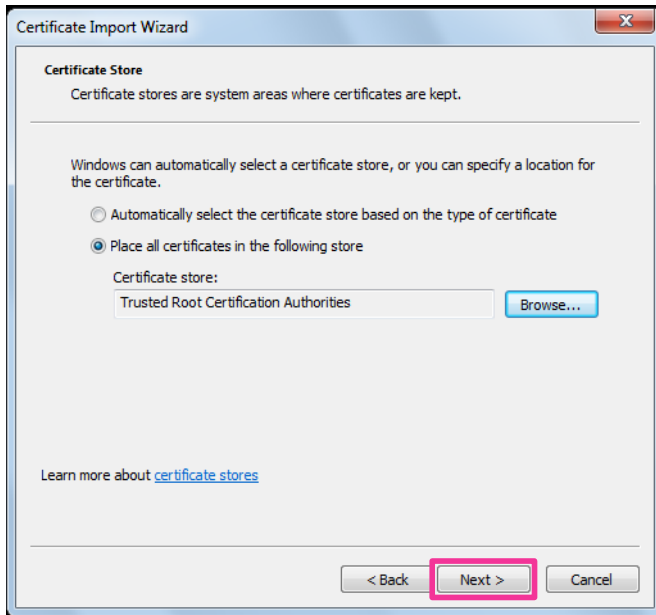 Certificate Import Wizard
Certificate Store
Certificate stores are system areas where certificates are kept.
Windows can automatically select a certificate store, or you can specify a location for
the certificate.
Automatically select the certificate store based on the type of certificate
Place all certificates in the following store
Certificate store:
Trusted Root Certification Authorities
Browse...
Learn more about certificate stores
< Back Next > Cancel